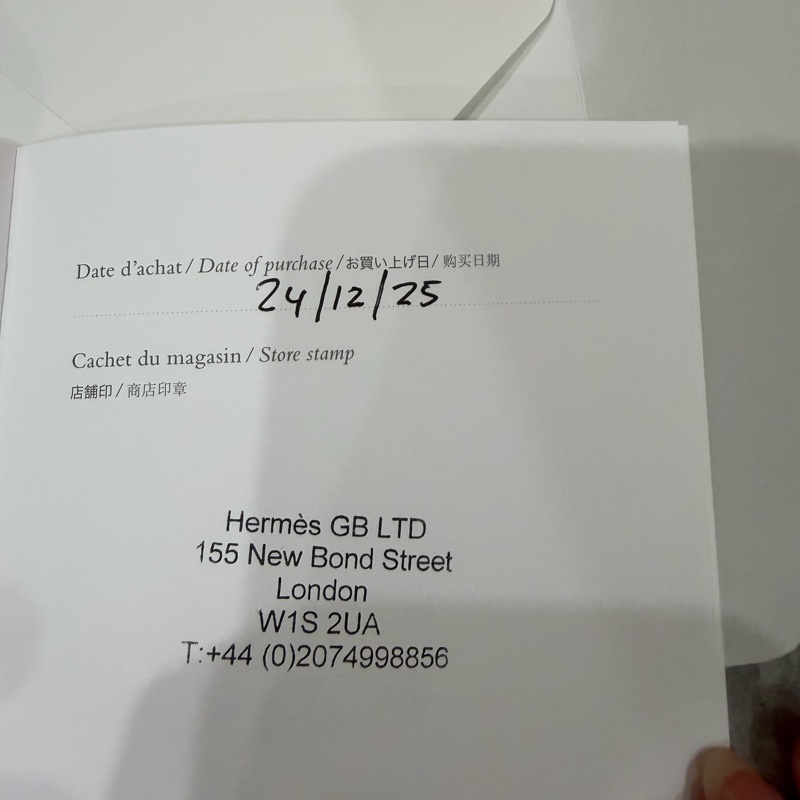 Date d'achat / Date of purchase / お買い上げ日 / 购买日期
24/12/25
Cachet du magasin / Store stamp
店舗印 / 商店印章
Hermès GB LTD
155 New Bond Street
London
W1S 2UA
T:+44 (0)2074998856